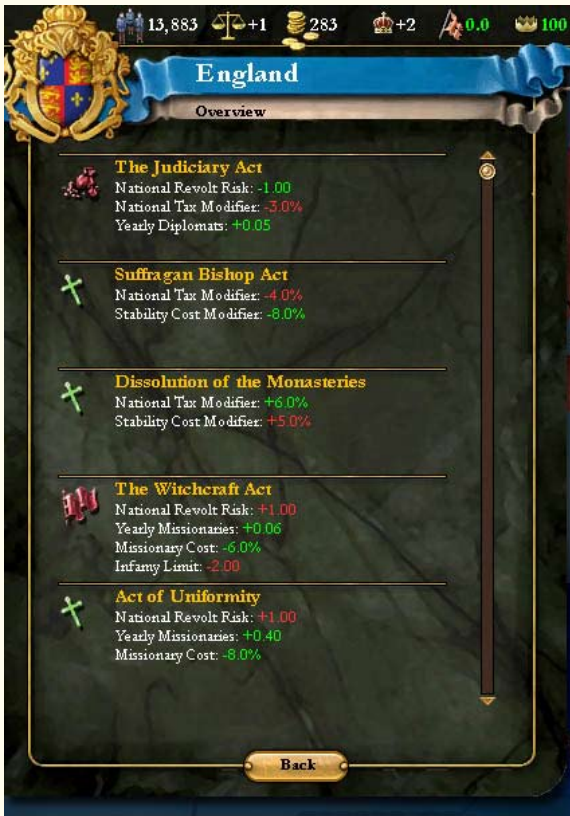 13,883 +1 283 +2 0.0 100
England
Overview
The Judiciary Act
National Revolt Risk: -1.00
National Tax Modifier: -3.0%
Yearly Diplomats: +0.05
Suffragan Bishop Act
National Tax Modifier: -4.0%
Stability Cost Modifier: -8.0%
Dissolution of the Monasteries
National Tax Modifier: +6.0%
Stability Cost Modifier: +5.0%
The Witchcraft Act
National Revolt Risk: +1.00
Yearly Missionaries: +0.06
Missionary Cost: -6.0%
Infamy Limit: -2.00
Act of Uniformity
National Revolt Risk: +1.00
Yearly Missionaries: +0.40
Missionary Cost: -8.0%
Back